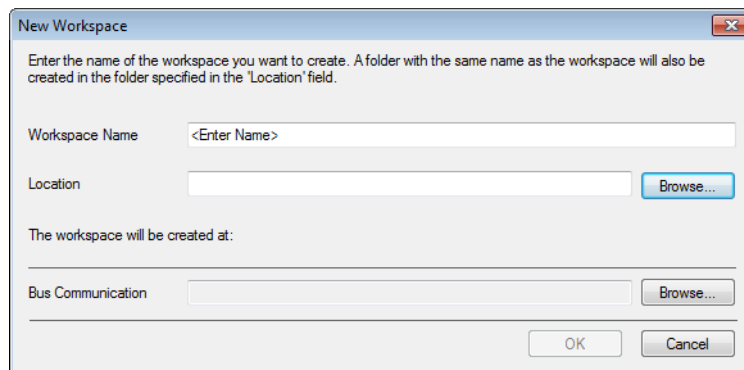 New Workspace
Enter the name of the workspace you want to create. A folder with the same name as the workspace will also be
created in the folder specified in the 'Location' field.
Workspace Name <Enter Name>
Location Browse...
The workspace will be created at:
Bus Communication Browse...
OK Cancel